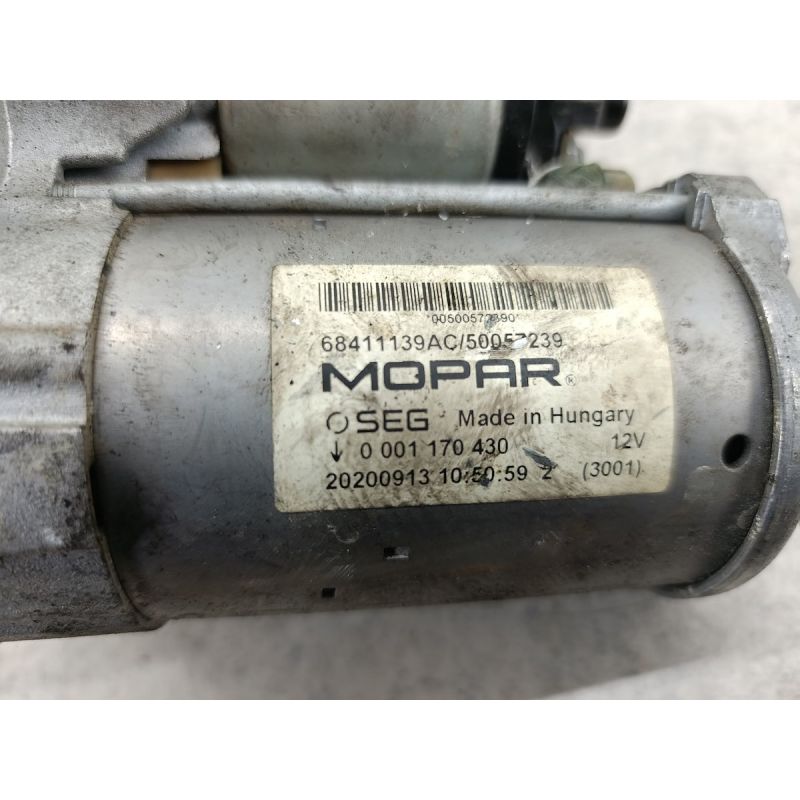 68411139AC/50057239
MOPAR®
SEG Made in Hungary
↓ 0 001 170 430 12V
20200913 10:50:59 2 (3001)